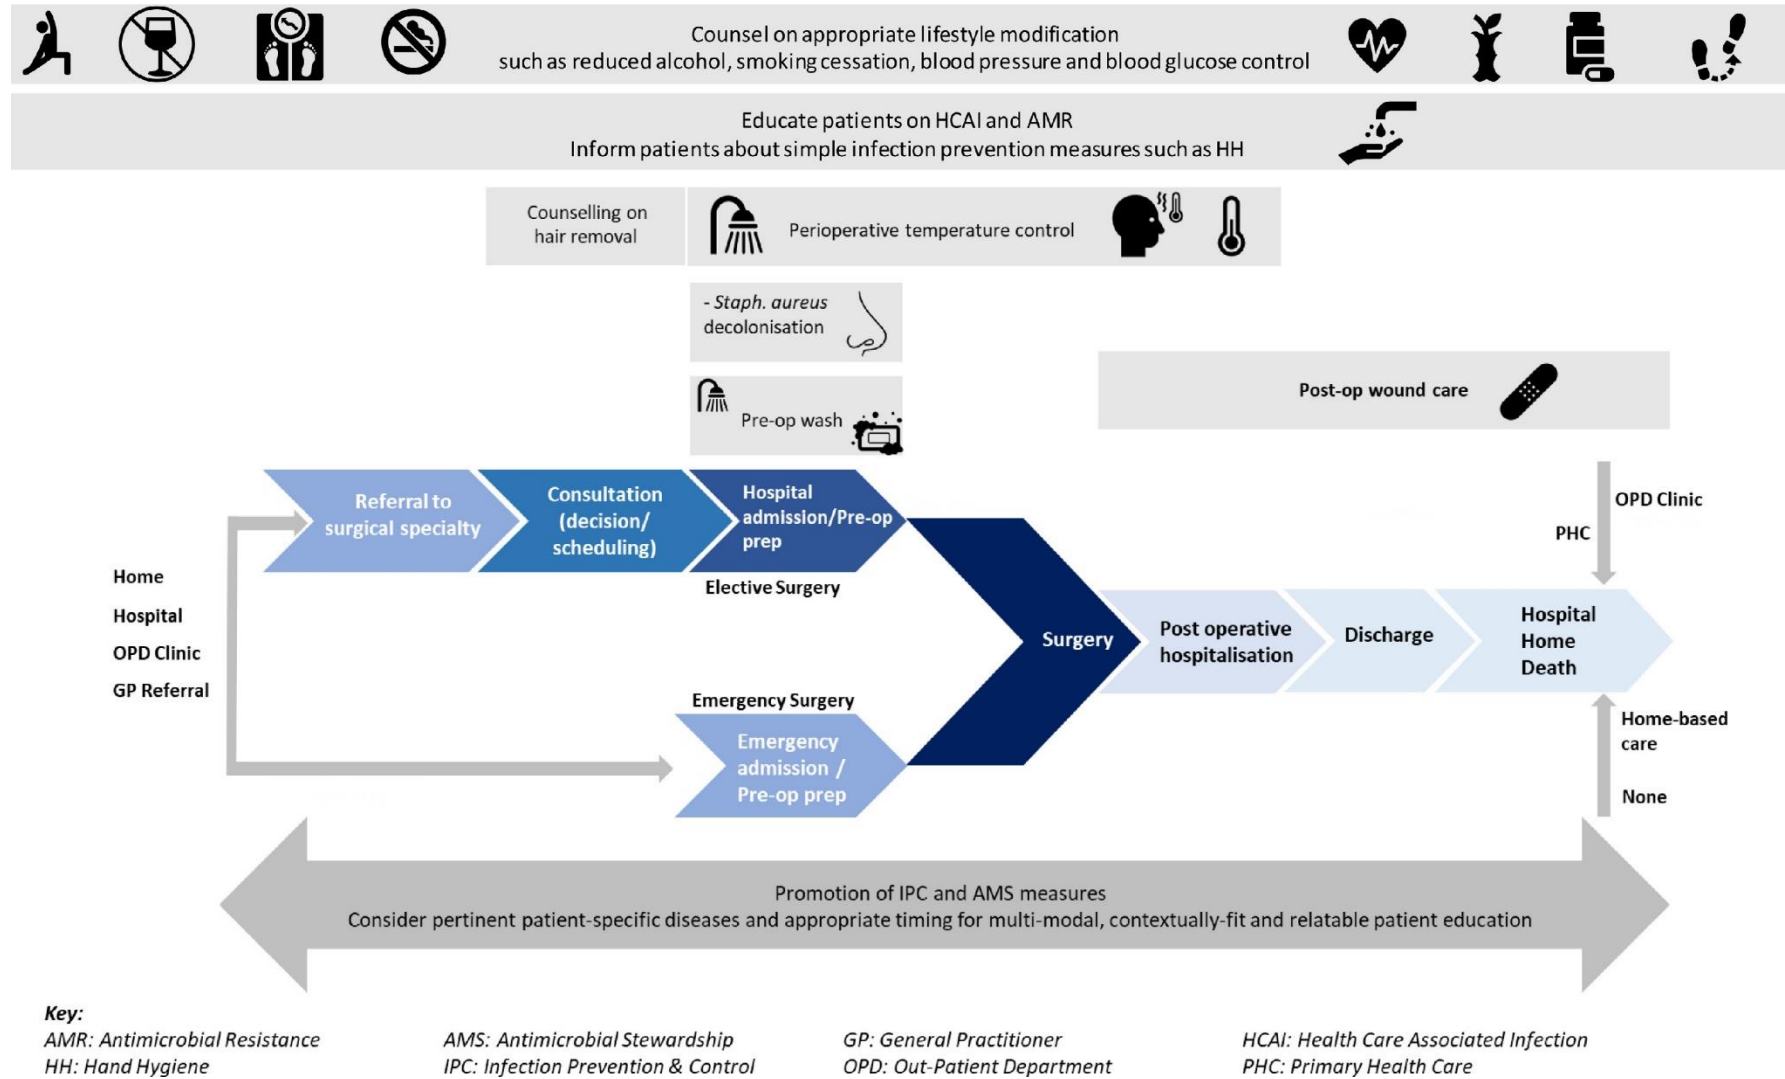 Counsel on appropriate lifestyle modification
such as reduced alcohol, smoking cessation, blood pressure and blood glucose control
Educate patients on HCAI and AMR
Inform patients about simple infection prevention measures such as HH
Counselling on
hair removal
Perioperative temperature control
- Staph. aureus
decolonisation
Pre-op wash
Post-op wound care
Referral to
surgical specialty
Consultation
(decision/
scheduling)
Hospital
admission/Pre-op
prep
Elective Surgery
OPD Clinic
PHC
Home
Hospital
OPD Clinic
GP Referral
Surgery
Post operative
hospitalisation
Discharge
Hospital
Home
Death
Emergency Surgery
Emergency
admission /
Pre-op prep
Home-based
care
None
Promotion of IPC and AMS measures
Consider pertinent patient-specific diseases and appropriate timing for multi-modal, contextually-fit and relatable patient education
Key:
AMR: Antimicrobial Resistance
AMS: Antimicrobial Stewardship
GP: General Practitioner
HCAI: Health Care Associated Infection
HH: Hand Hygiene
IPC: Infection Prevention & Control
OPD: Out-Patient Department
PHC: Primary Health Care